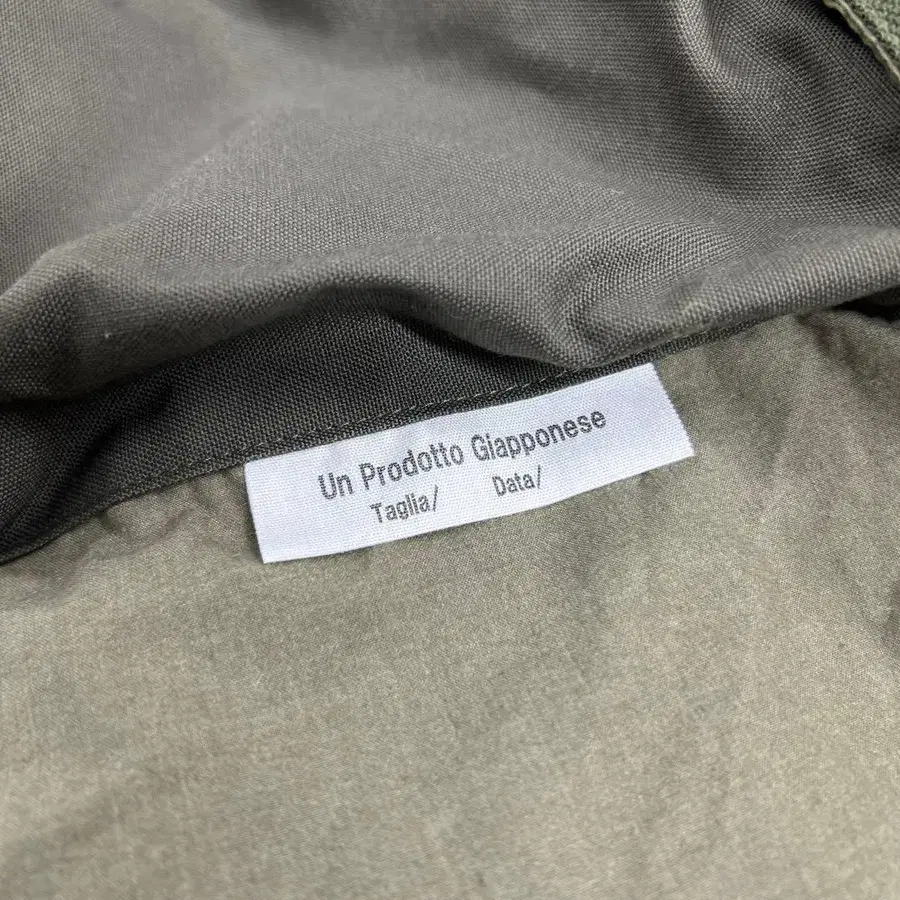 Un Prodotto Giapponese
Taglia/ Data/